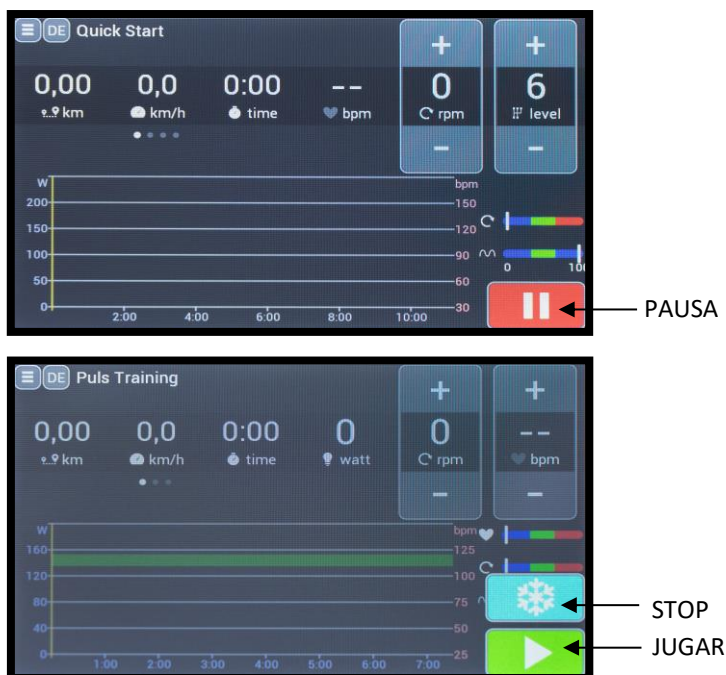 DE Quick Start
+ +
0,00 0,0 0:00 -- 0 6
km km/h time bpm rpm level
- -
W bpm
200 150
150 120
100 90
0 10
50 60
0 30
2:00 4:00 6:00 8:00 10:00
PAUSA
DE Puls Training
+ +
0,00 0,0 0:00 0 0 --
km km/h time watt rpm bpm
- -
W bpm
160 125
120 100
80 75
STOP
40 50
JUGAR
0 25
1:00 2:00 3:00 4:00 5:00 6:00 7:00